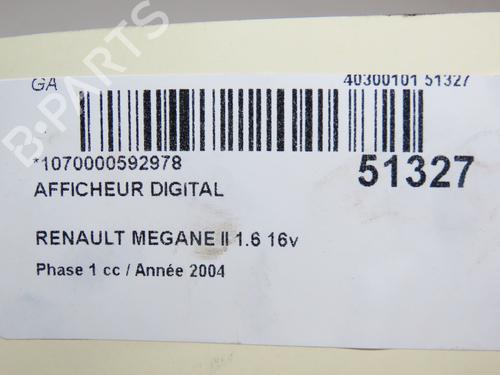 GA 40300101 51327
*1070000592978 51327
AFFICHEUR DIGITAL
RENAULT MEGANE II 1.6 16v
Phase 1 cc / Année 2004
B-PARTS